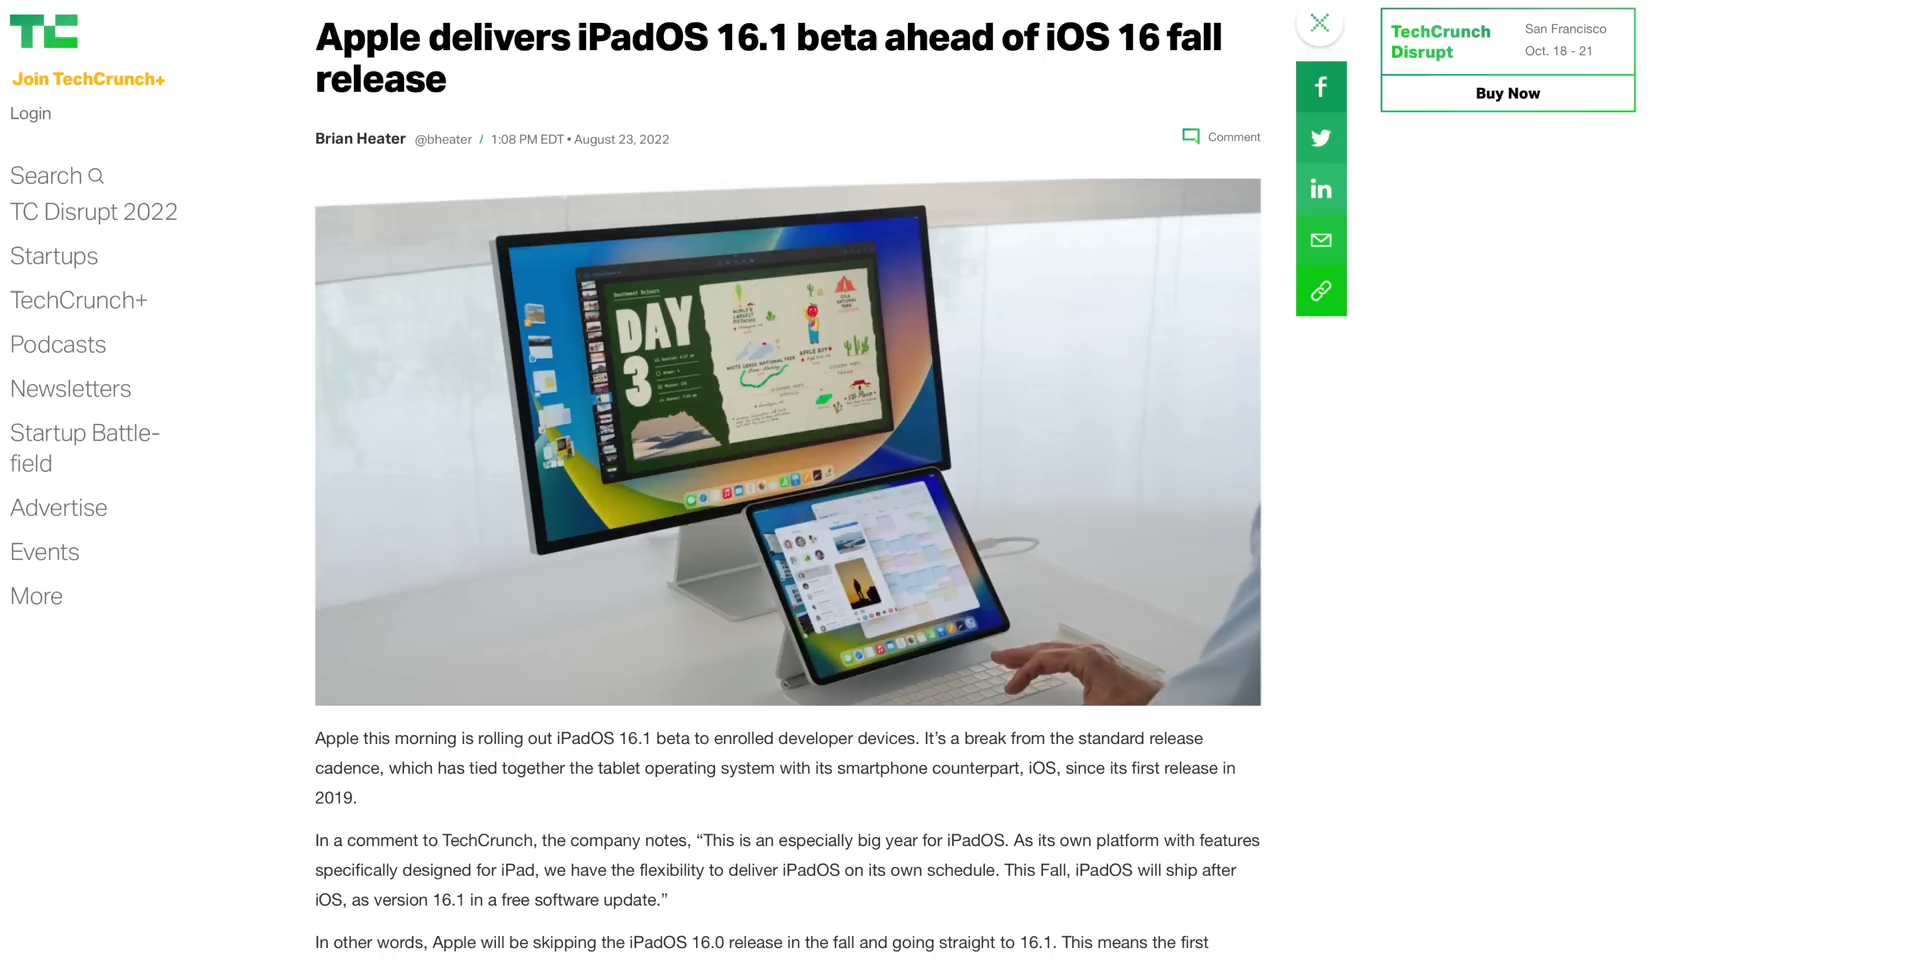 TC
Join TechCrunch+
Login
Search
TC Disrupt 2022
Startups
TechCrunch+
Podcasts
Newsletters
Startup Battle-
field
Advertise
Events
More
Apple delivers iPadOS 16.1 beta ahead of iOS 16 fall
release
Brian Heater @bheater / 1:08 PM EDT • August 23, 2022
Comment
DAY
3
Apple this morning is rolling out iPadOS 16.1 beta to enrolled developer devices. It’s a break from the standard release
cadence, which has tied together the tablet operating system with its smartphone counterpart, iOS, since its first release in
2019.
In a comment to TechCrunch, the company notes, “This is an especially big year for iPadOS. As its own platform with features
specifically designed for iPad, we have the flexibility to deliver iPadOS on its own schedule. This Fall, iPadOS will ship after
iOS, as version 16.1 in a free software update.”
In other words, Apple will be skipping the iPadOS 16.0 release in the fall and going straight to 16.1. This means the first
TechCrunch
Disrupt
San Francisco
Oct. 18 - 21
Buy Now